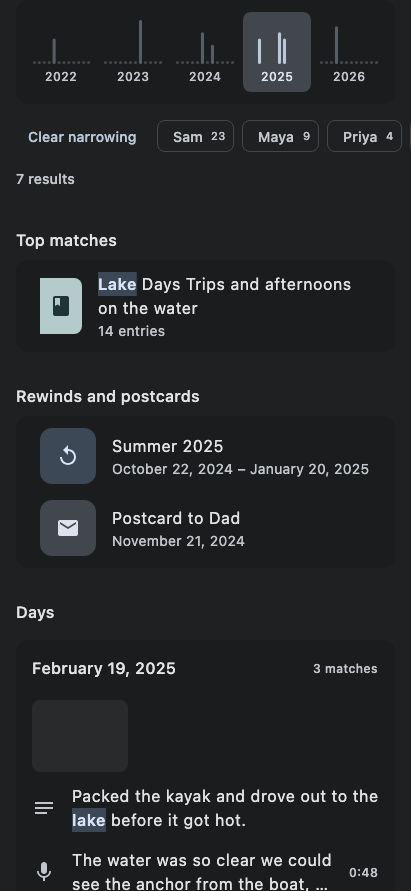 2022 2023 2024 2025 2026
Clear narrowing Sam 23 Maya 9 Priya 4
7 results
Top matches
Lake Days Trips and afternoons
on the water
14 entries
Rewinds and postcards
Summer 2025
October 22, 2024 – January 20, 2025
Postcard to Dad
November 21, 2024
Days
February 19, 2025 3 matches
Packed the kayak and drove out to the
lake before it got hot.
The water was so clear we could
see the anchor from the boat, ... 0:48